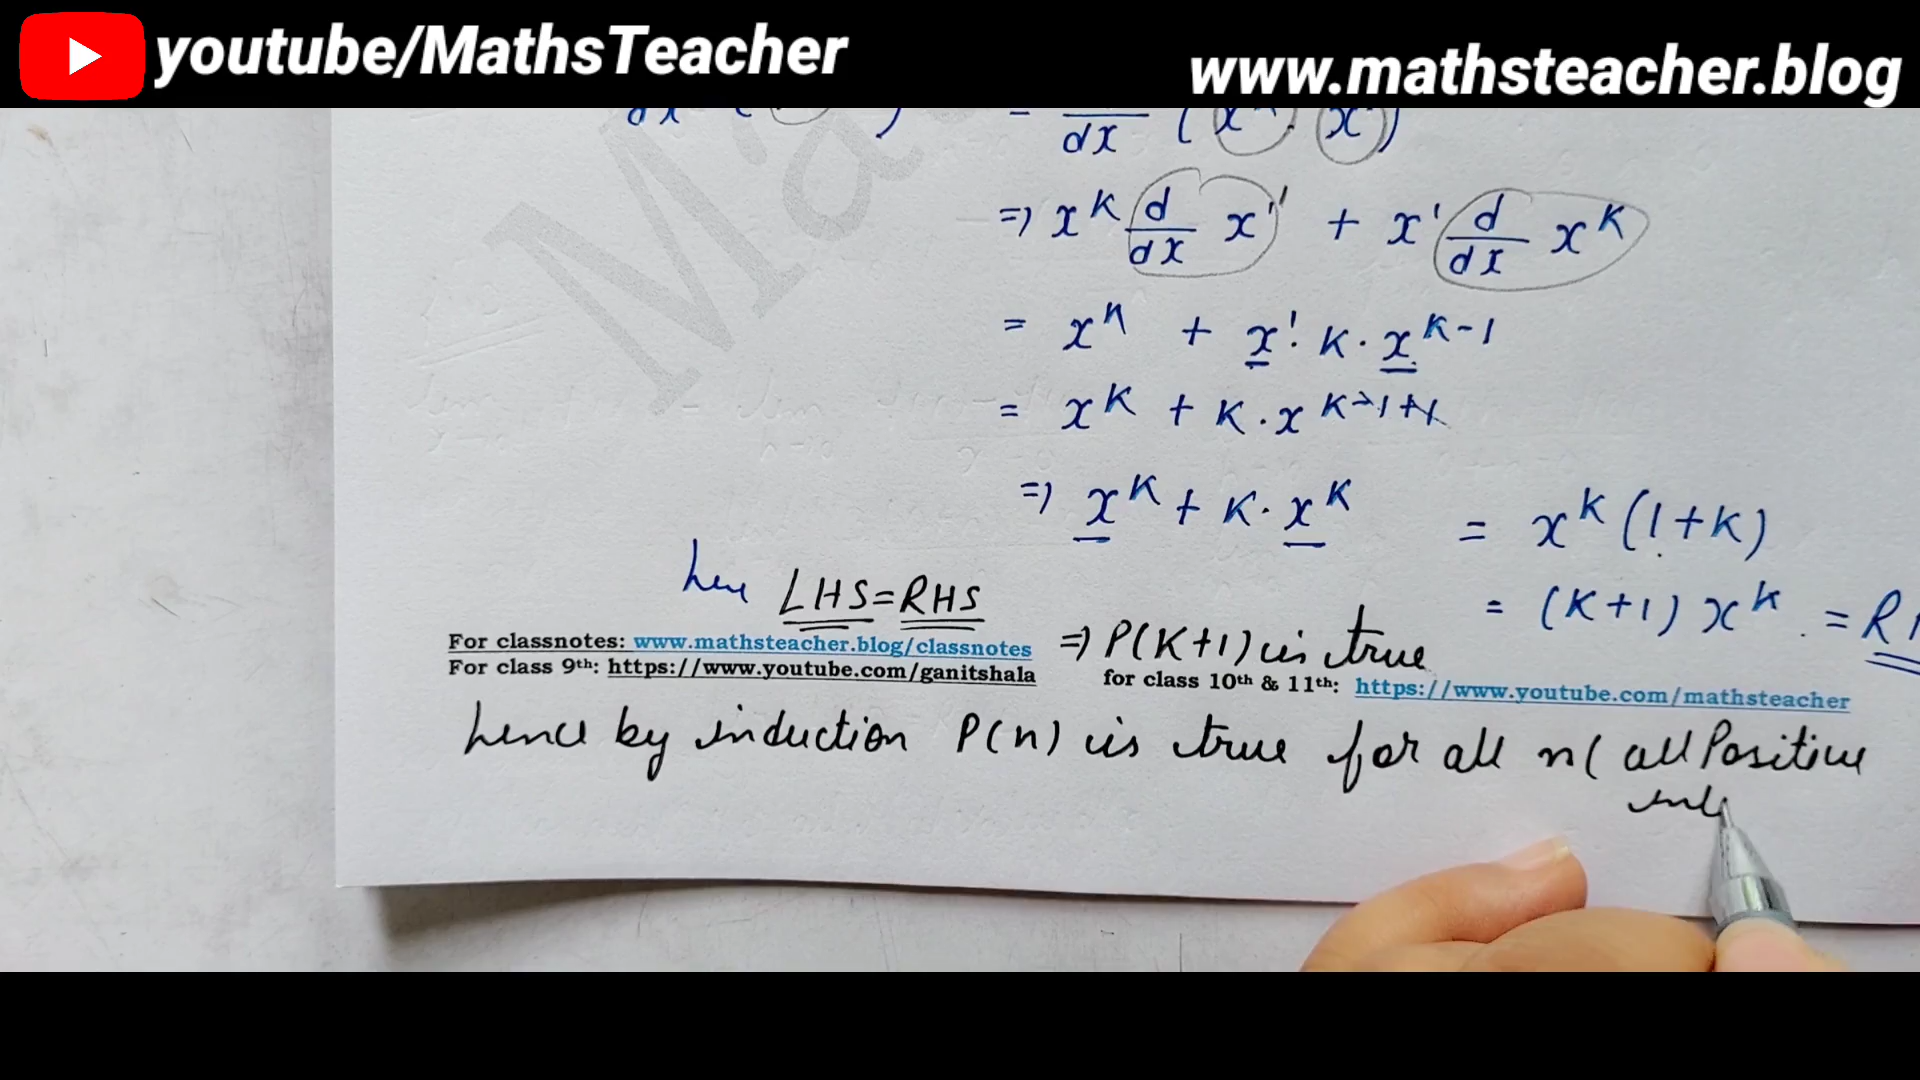 youtube/MathsTeacher
www.mathsteacher.blog
dx
dx (x^k . x')
=> x^k d/dx x' + x' d/dx x^k
= x^k + x' . k . x^k-1
= x^k + k . x^k-1+1
=> x^k + k . x^k = x^k (1+k)
= (k+1) x^k = R
here LHS = RHS
=> P(k+1) is true
For classnotes: www.mathsteacher.blog/classnotes
For class 9th: https://www.youtube.com/ganitshala
for class 10th & 11th: https://www.youtube.com/mathsteacher
hence by induction P(n) is true for all n( all Positive